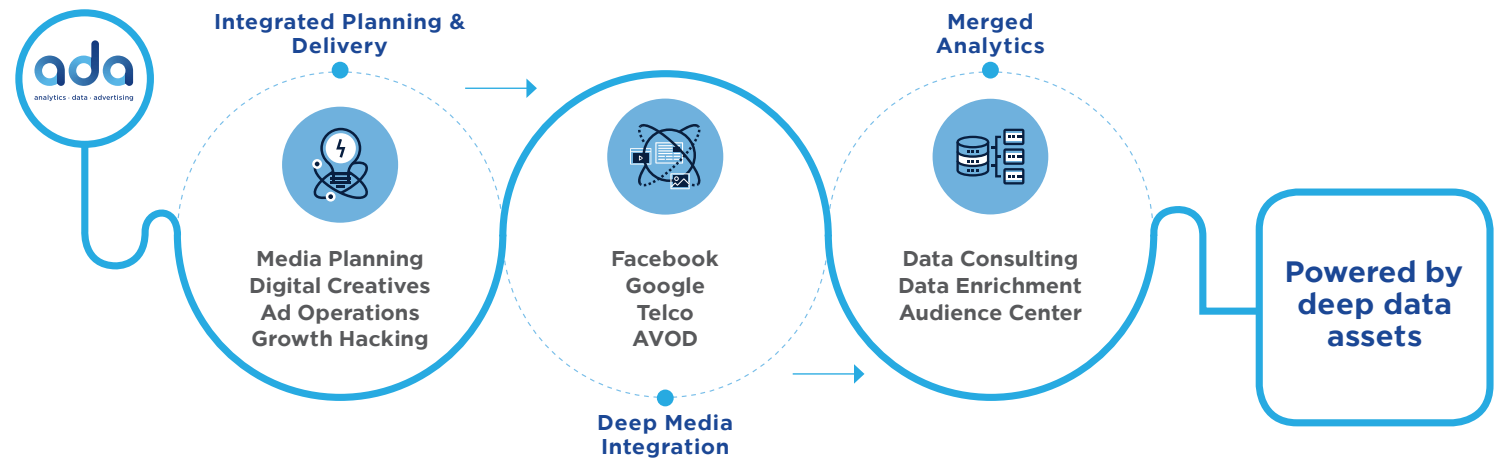 ada
analytics · data · advertising
Integrated Planning &
Delivery
Media Planning
Digital Creatives
Ad Operations
Growth Hacking
Facebook
Google
Telco
AVOD
Deep Media
Integration
Merged
Analytics
Data Consulting
Data Enrichment
Audience Center
Powered by
deep data
assets